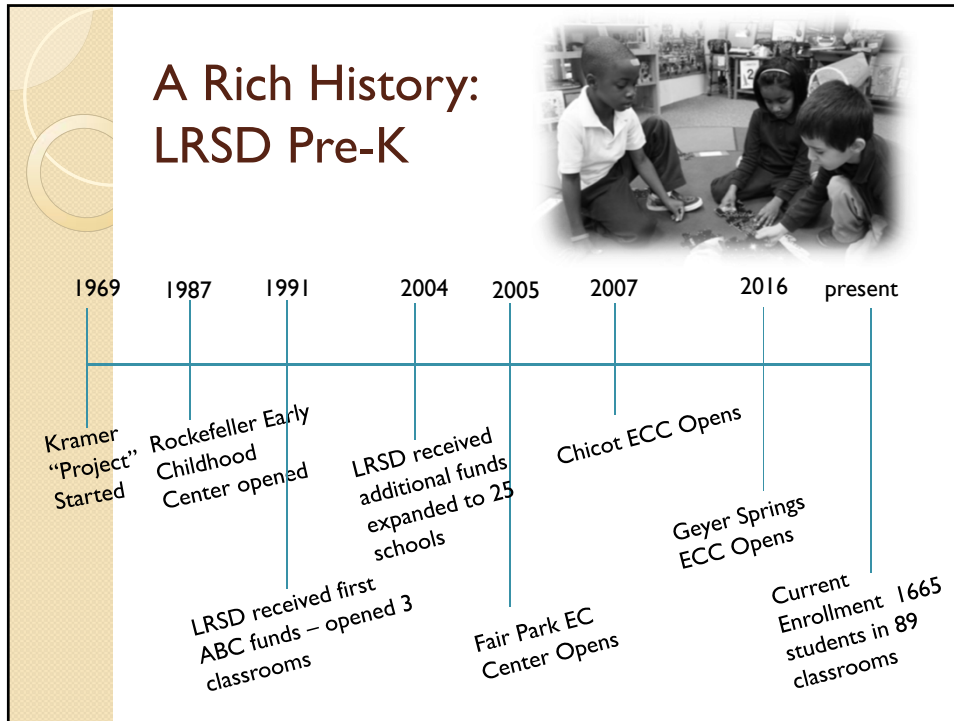 A Rich History:
LRSD Pre-K
2
1969 1987 1991 2004 2005 2007 2016 present
Kramer
“Project”
Started
Rockefeller Early
Childhood
Center opened
LRSD received first
ABC funds – opened 3
classrooms
LRSD received
additional funds
expanded to 25
schools
Fair Park EC
Center Opens
Chicot ECC Opens
Geyer Springs
ECC Opens
Current
Enrollment 1665
students in 89
classrooms